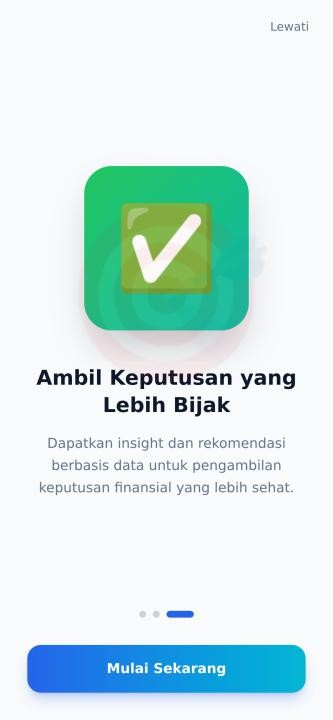 Lewati
Ambil Keputusan yang
Lebih Bijak
Dapatkan insight dan rekomendasi
berbasis data untuk pengambilan
keputusan finansial yang lebih sehat.
Mulai Sekarang